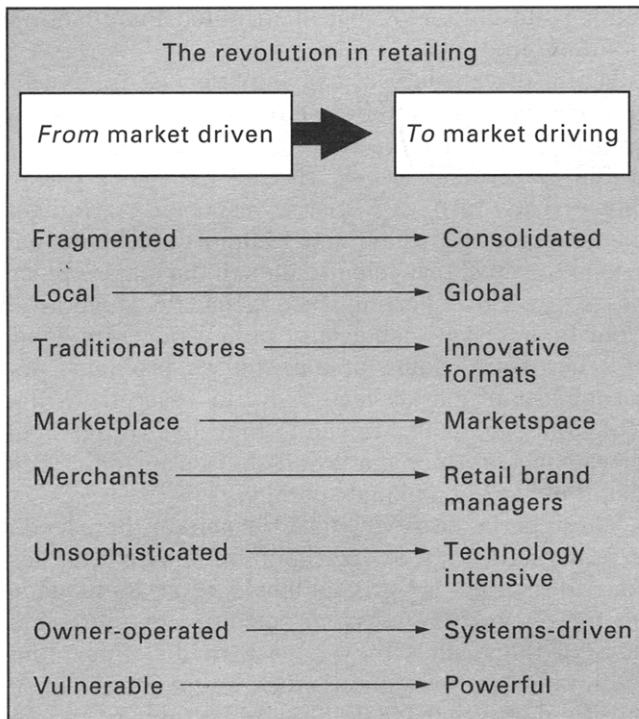 The revolution in retailing
From market driven To market driving
Fragmented Consolidated
Local Global
Traditional stores Innovative
formats
Marketplace Marketspace
Merchants Retail brand
managers
Unsophisticated Technology
intensive
Owner-operated Systems-driven
Vulnerable Powerful